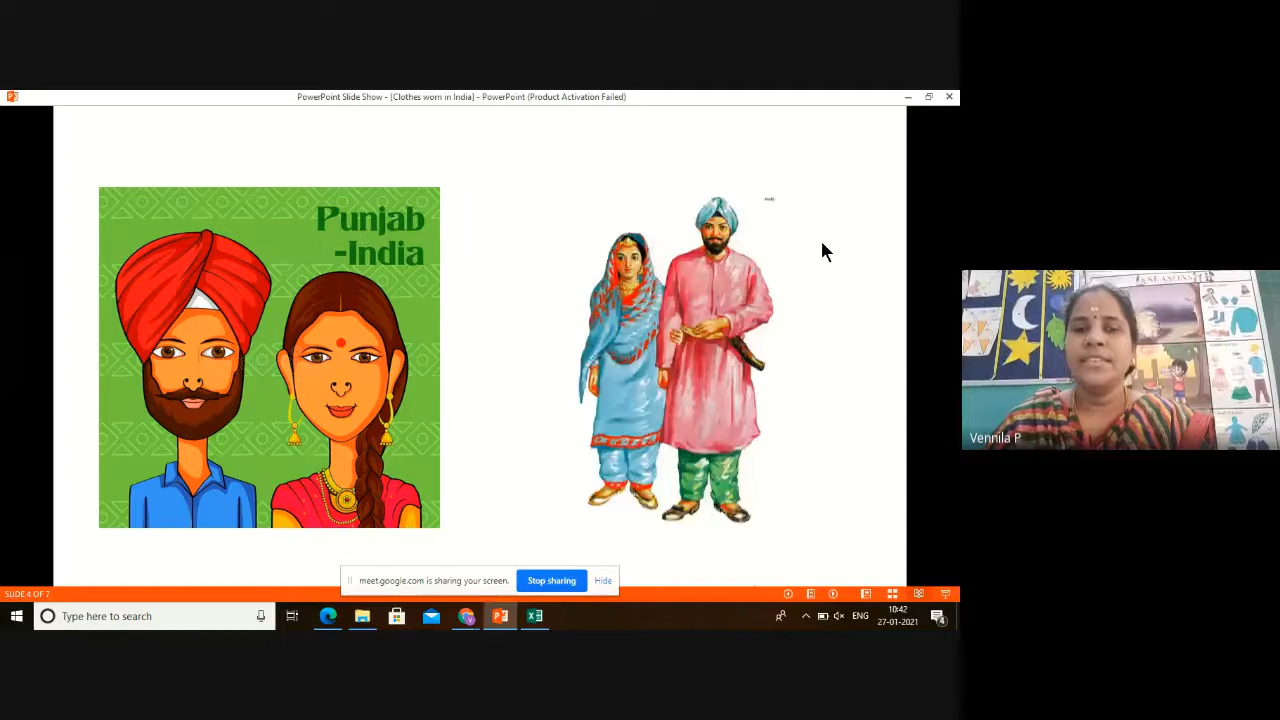 PowerPoint Slide Show - [Clothes worn in India] - PowerPoint (Product Activation Failed)
Punjab
-India
SEASONS
Vennila P
meet.google.com is sharing your screen.
Stop sharing
Hide
SLIDE 4 OF 7
Type here to search
ENG
10:42
27-01-2021
4